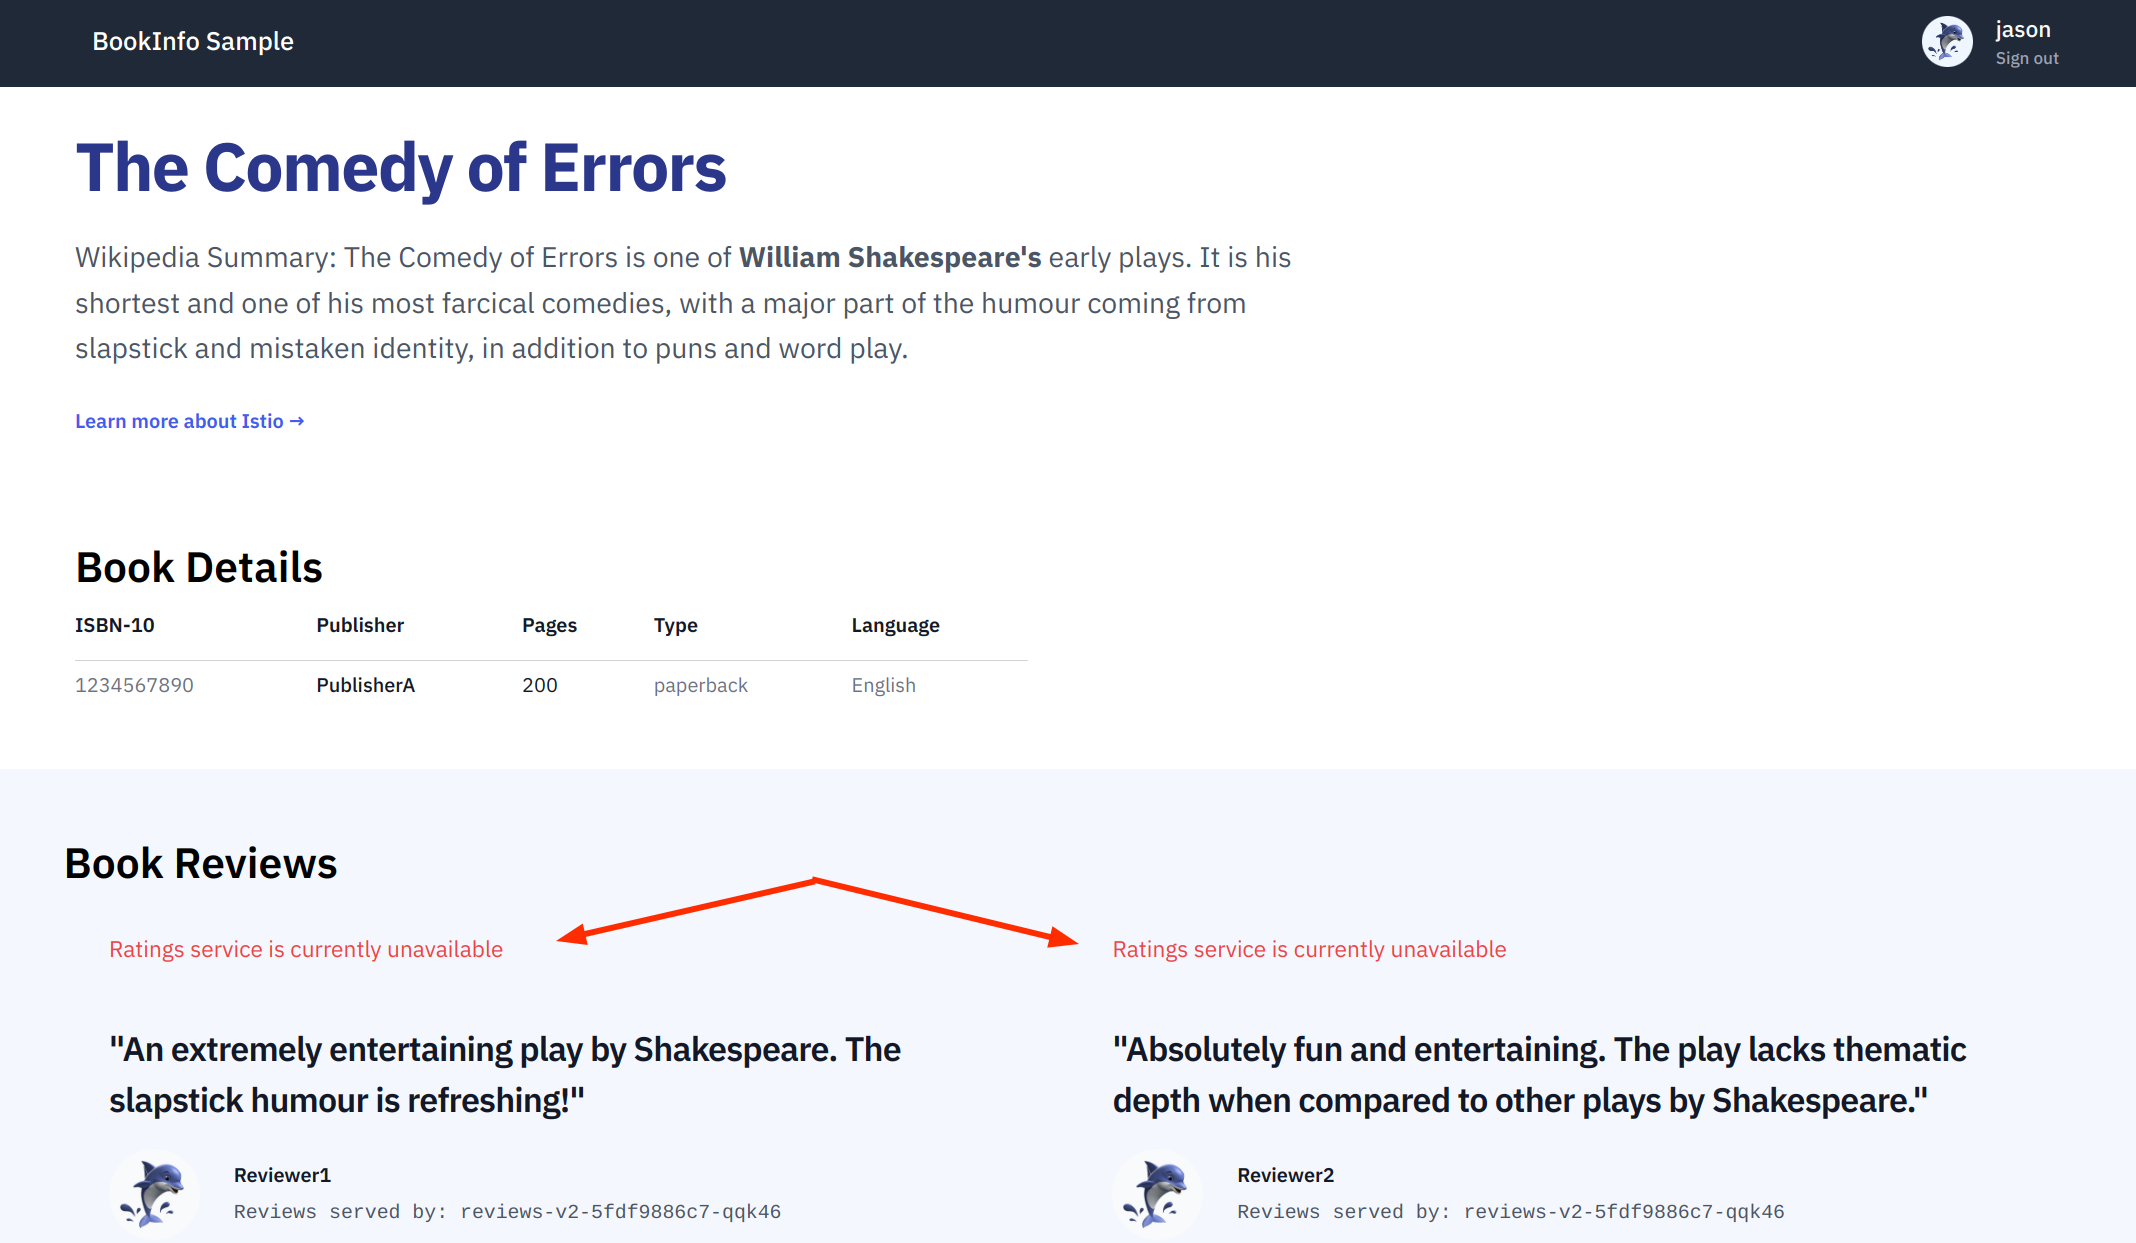 BookInfo Sample
jason
Sign out
The Comedy of Errors
Wikipedia Summary: The Comedy of Errors is one of William Shakespeare's early plays. It is his
shortest and one of his most farcical comedies, with a major part of the humour coming from
slapstick and mistaken identity, in addition to puns and word play.
Learn more about Istio →
Book Details
ISBN-10 Publisher Pages Type Language
1234567890 PublisherA 200 paperback English
Book Reviews
Ratings service is currently unavailable
"An extremely entertaining play by Shakespeare. The
slapstick humour is refreshing!"
Reviewer1
Reviews served by: reviews-v2-5fdf9886c7-qqk46
Ratings service is currently unavailable
"Absolutely fun and entertaining. The play lacks thematic
depth when compared to other plays by Shakespeare."
Reviewer2
Reviews served by: reviews-v2-5fdf9886c7-qqk46